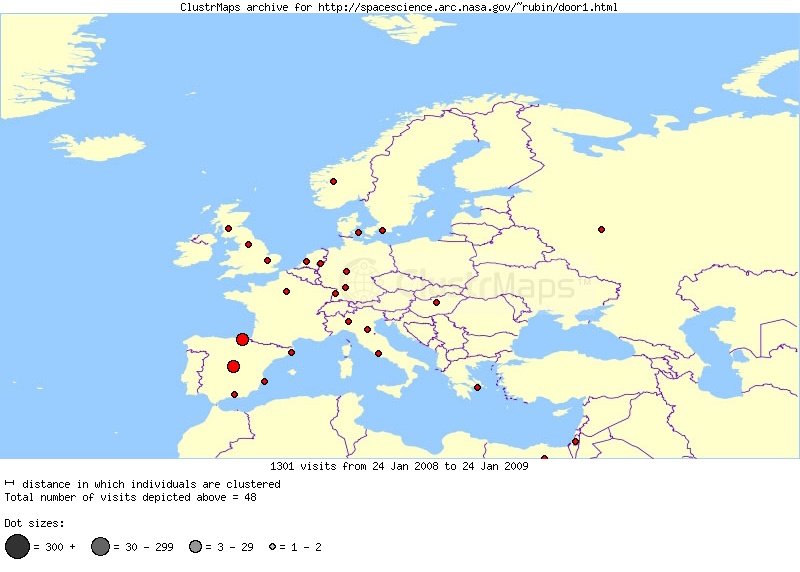 ClustrMaps archive for http://spacescience.arc.nasa.gov/~rubin/door1.html
ClustrMaps™
1301 visits from 24 Jan 2008 to 24 Jan 2009
distance in which individuals are clustered
Total number of visits depicted above = 48
Dot sizes:
= 300 + = 30 - 299 = 3 - 29 = 1 - 2